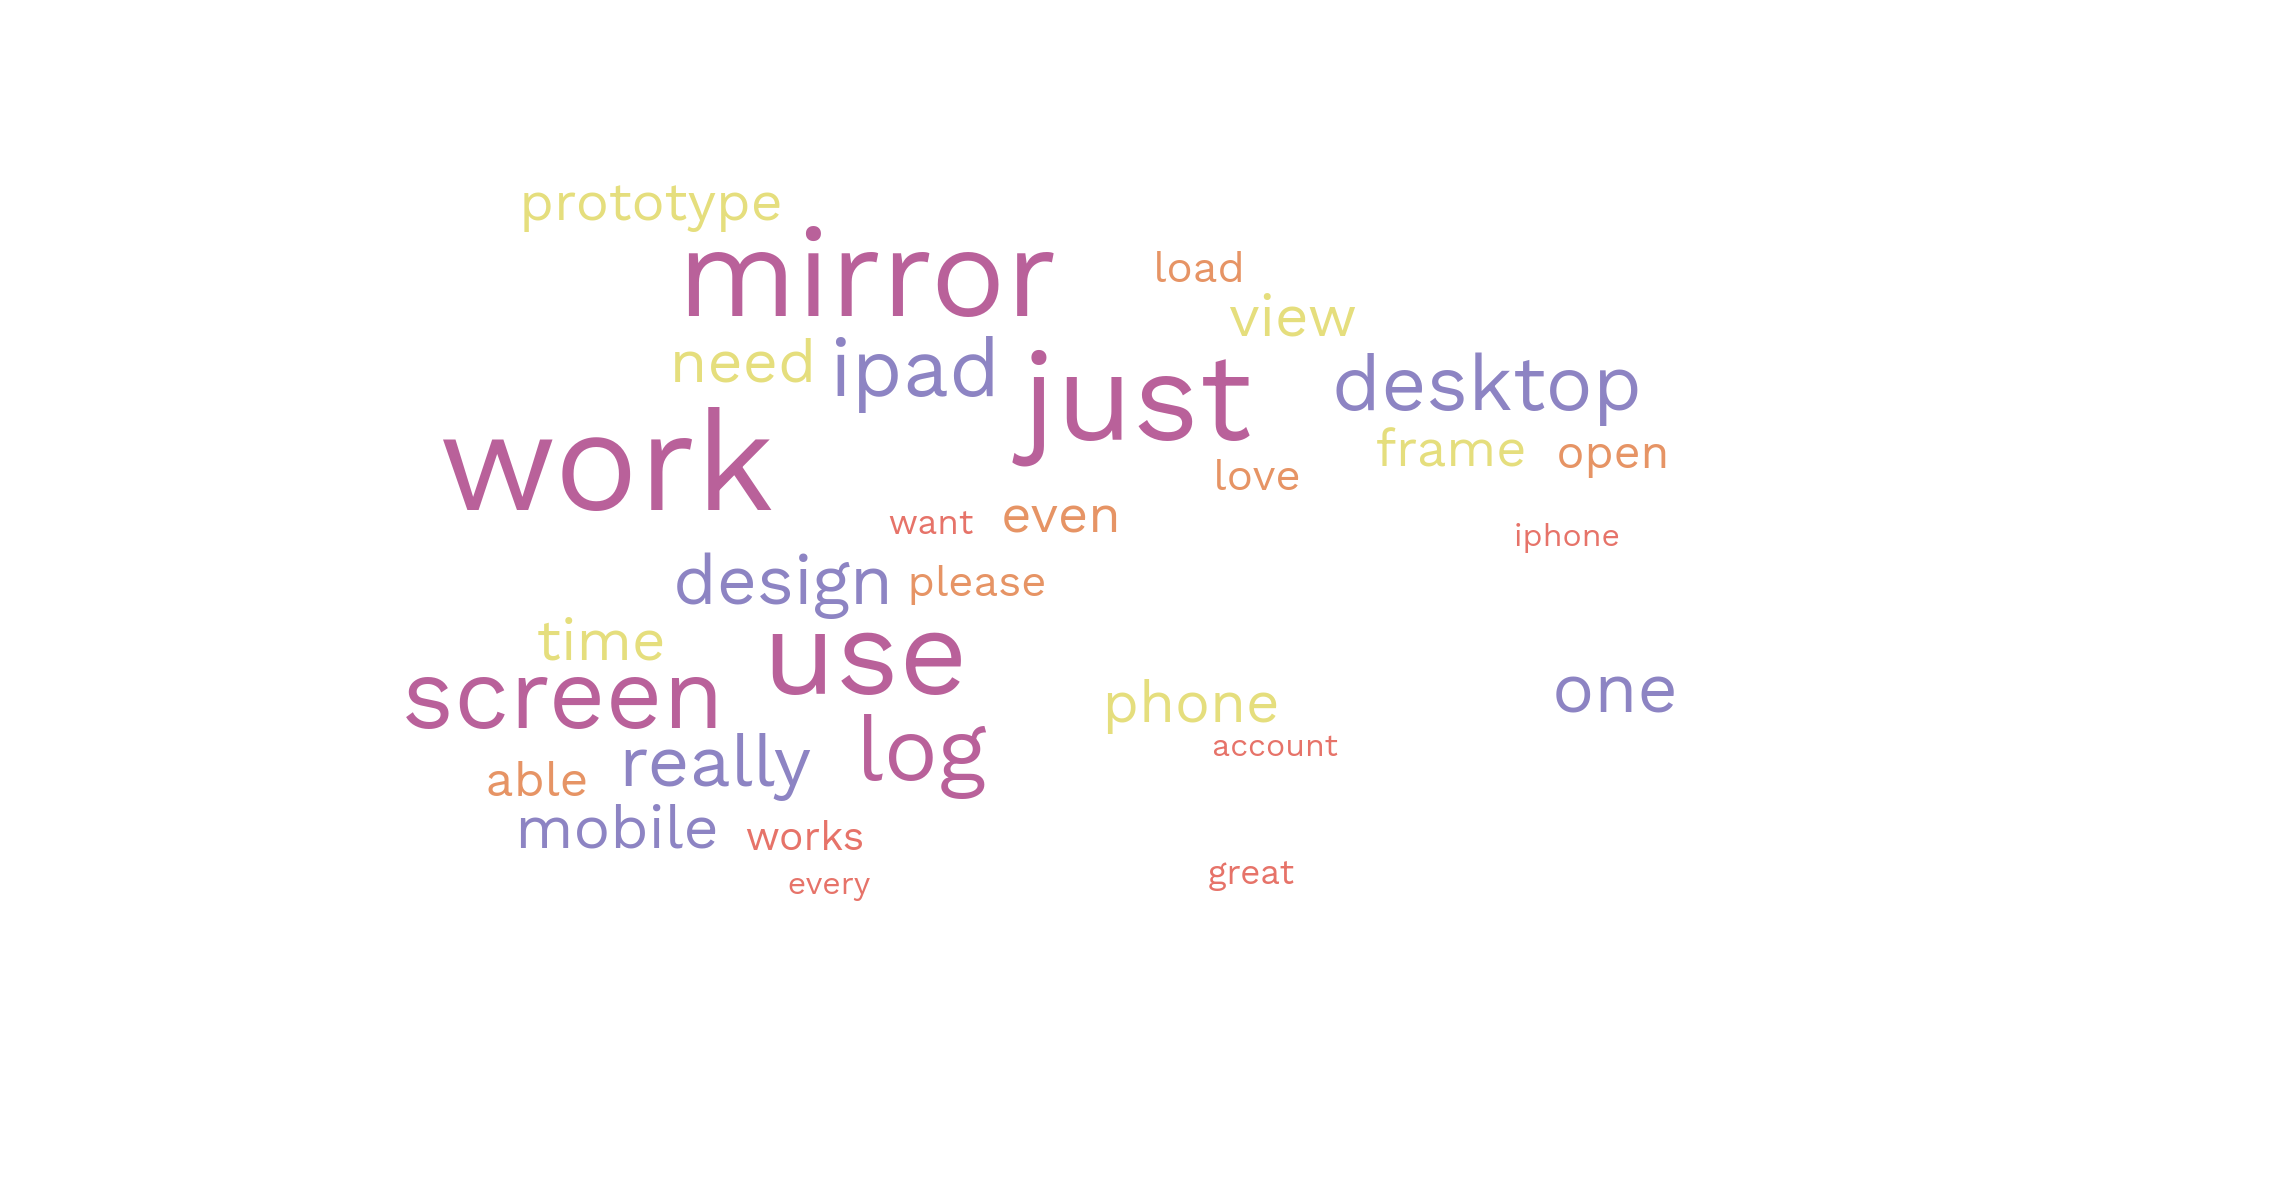 prototype
mirror load
view
need ipad just desktop
work frame open
love
want even iphone
design please
time use
screen phone one
really log account
able
mobile works
every great